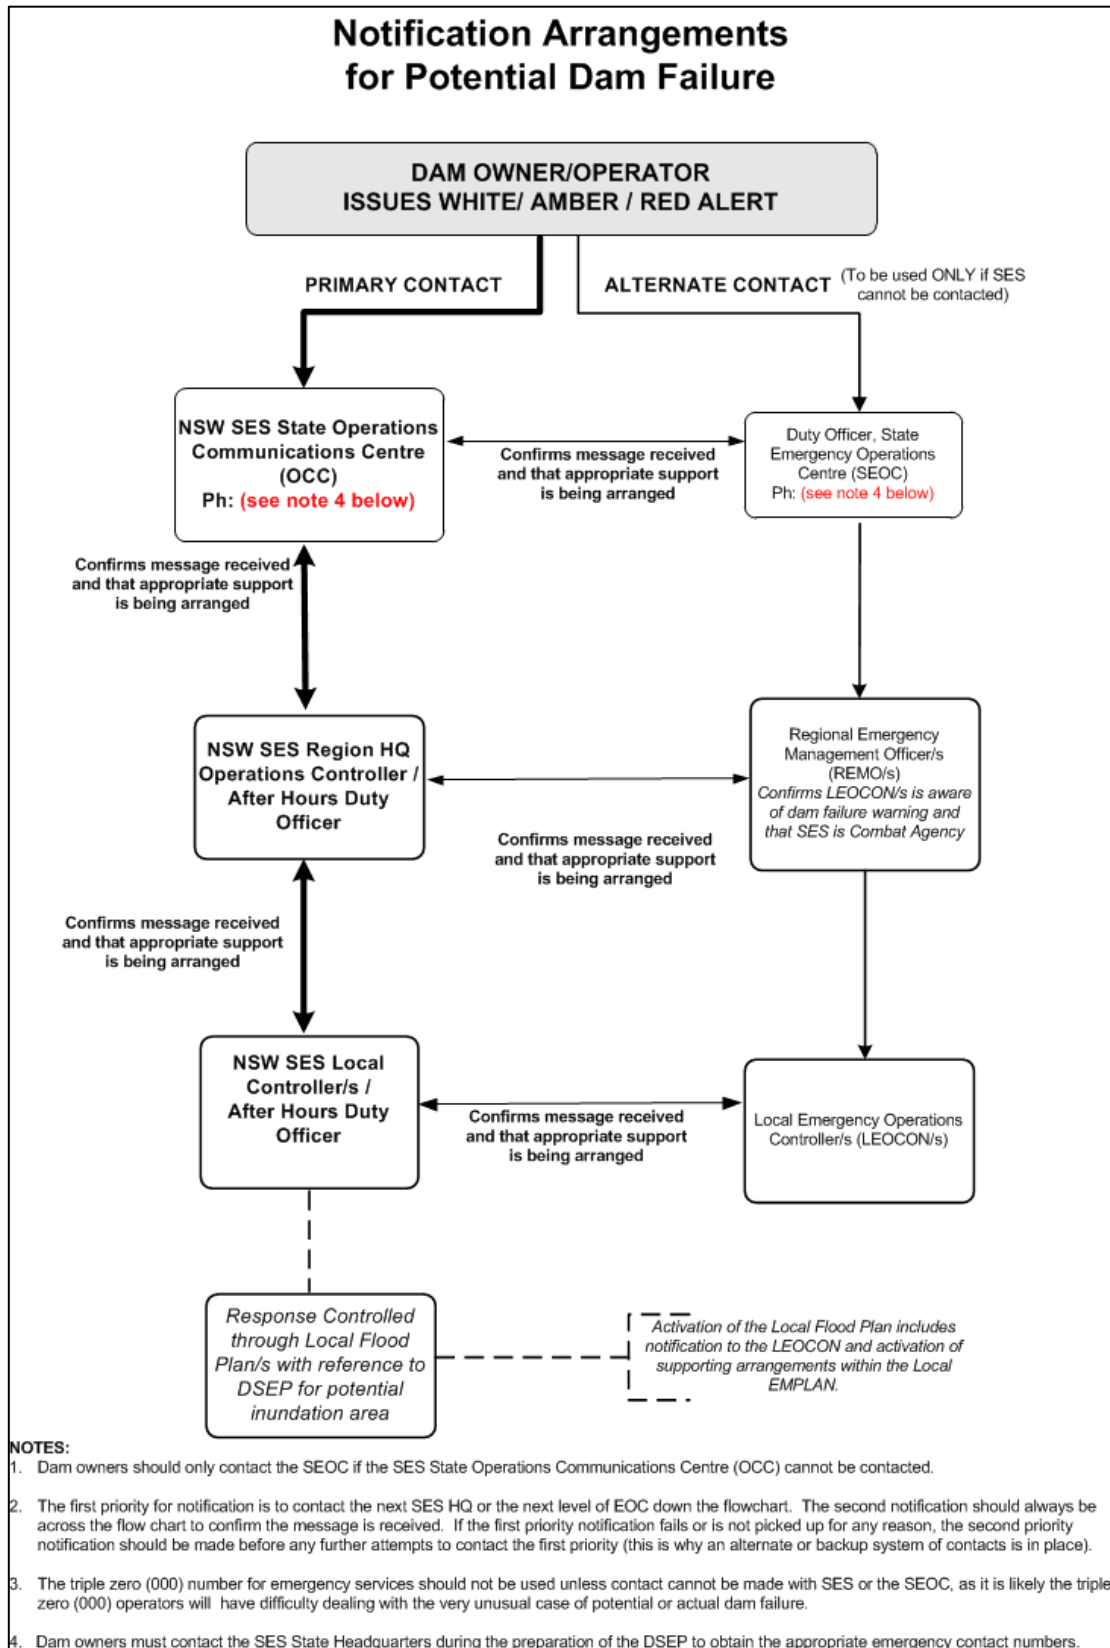 Notification Arrangements
for Potential Dam Failure
DAM OWNER/OPERATOR
ISSUES WHITE/ AMBER / RED ALERT
PRIMARY CONTACT
ALTERNATE CONTACT
(To be used ONLY if SES
cannot be contacted)
NSW SES State Operations
Communications Centre
(OCC)
Ph: (see note 4 below)
Confirms message received
and that appropriate support
is being arranged
Duty Officer, State
Emergency Operations
Centre (SEOC)
Ph: (see note 4 below)
Confirms message received
and that appropriate support
is being arranged
NSW SES Region HQ
Operations Controller /
After Hours Duty
Officer
Confirms message received
and that appropriate support
is being arranged
Regional Emergency
Management Officer/s
(REMO/s)
Confirms LEOCON/s is aware
of dam failure warning and
that SES is Combat Agency
Confirms message received
and that appropriate support
is being arranged
NSW SES Local
Controller/s /
After Hours Duty
Officer
Confirms message received
and that appropriate support
is being arranged
Local Emergency Operations
Controller/s (LEOCON/s)
Response Controlled
through Local Flood
Plan/s with reference to
DSEP for potential
inundation area
Activation of the Local Flood Plan includes
notification to the LEOCON and activation of
supporting arrangements within the Local
EMPLAN.
NOTES:
1. Dam owners should only contact the SEOC if the SES State Operations Communications Centre (OCC) cannot be contacted.
2. The first priority for notification is to contact the next SES HQ or the next level of EOC down the flowchart. The second notification should always be
across the flow chart to confirm the message is received. If the first priority notification fails or is not picked up for any reason, the second priority
notification should be made before any further attempts to contact the first priority (this is why an alternate or backup system of contacts is in place).
3. The triple zero (000) number for emergency services should not be used unless contact cannot be made with SES or the SEOC, as it is likely the triple
zero (000) operators will have difficulty dealing with the very unusual case of potential or actual dam failure.
4. Dam owners must contact the SES State Headquarters during the preparation of the DSEP to obtain the appropriate emergency contact numbers.